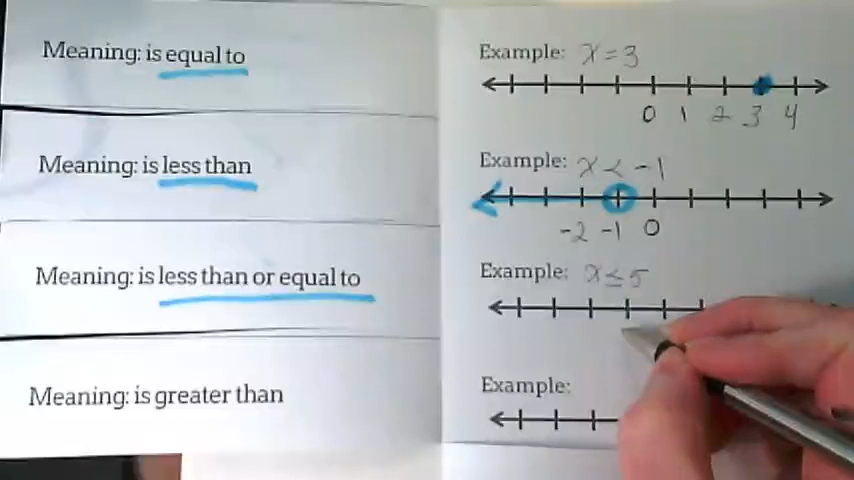 Meaning: is equal to
Example: x = 3
0 1 2 3 4
Meaning: is less than
Example: x < -1
-2 -1 0
Meaning: is less than or equal to
Example: x ≤ 5
Meaning: is greater than
Example: